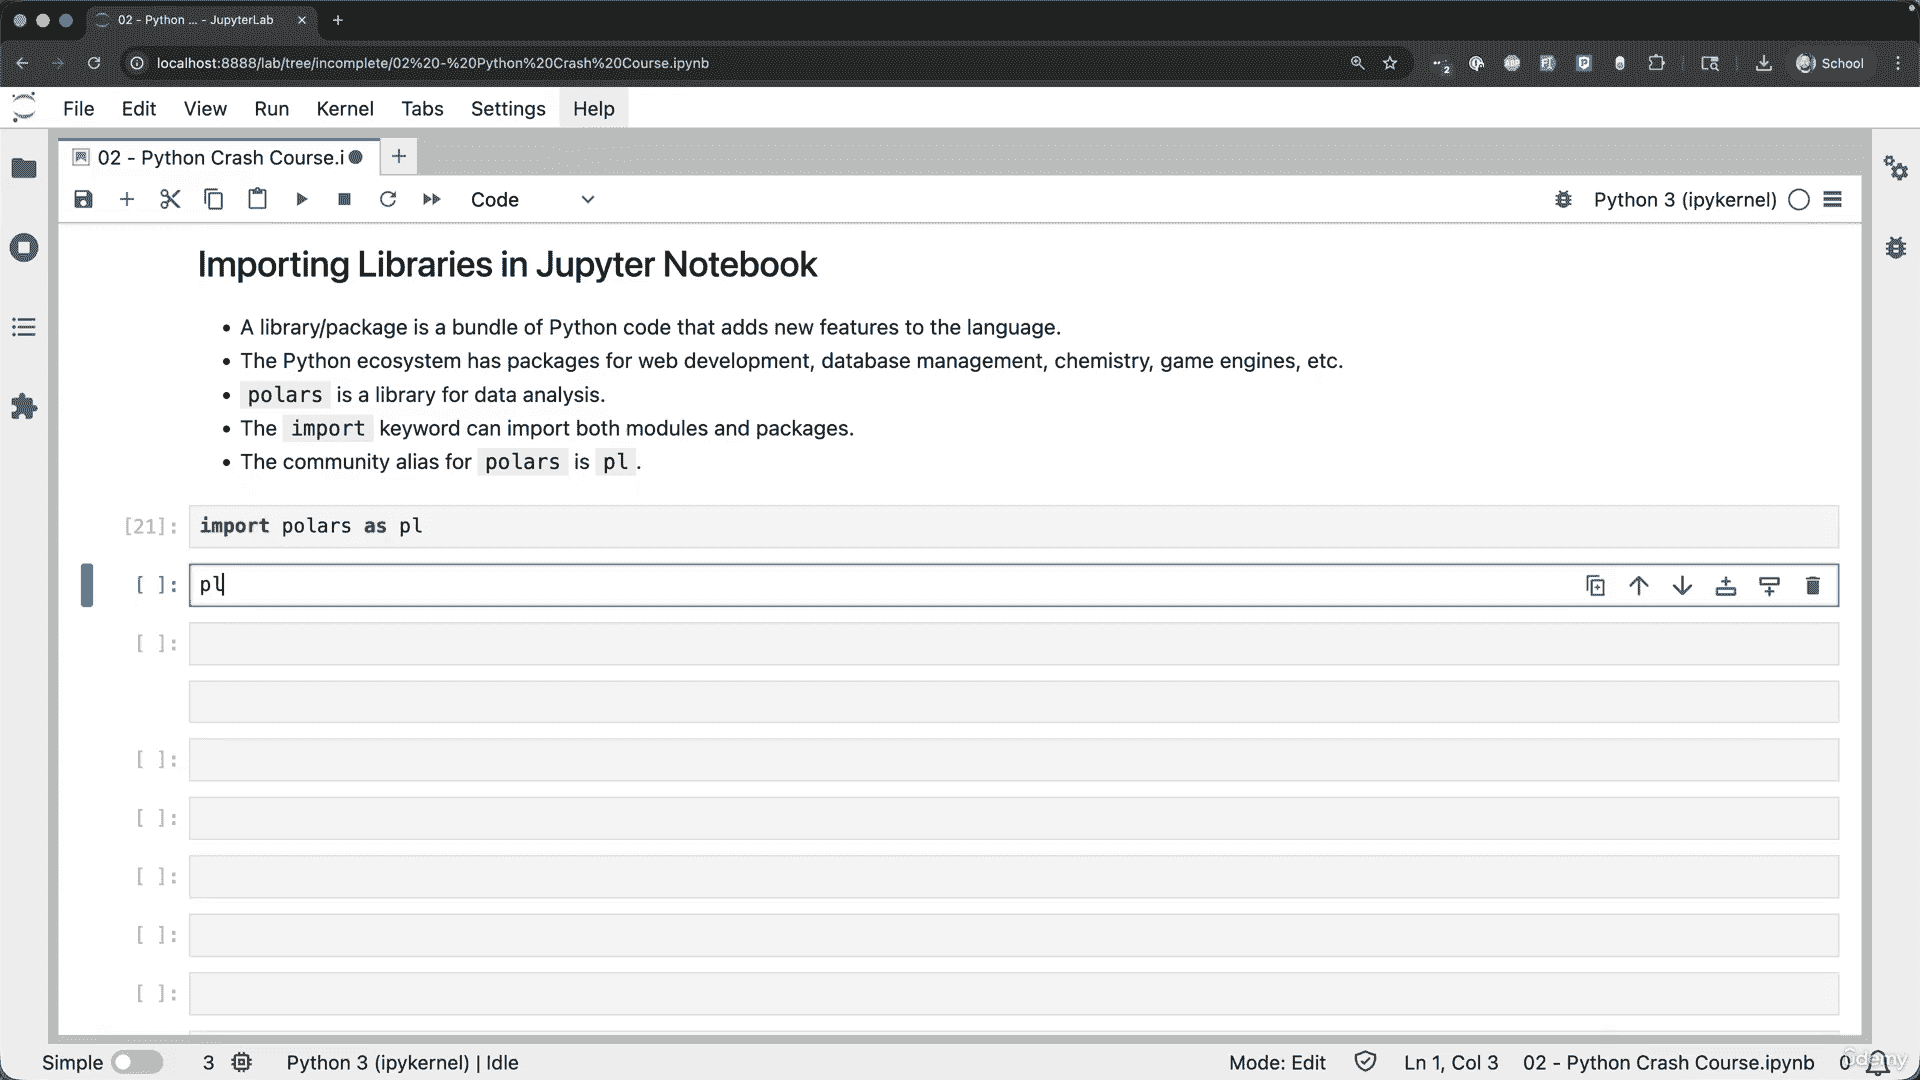 02 - Python ... - JupyterLab
localhost:8888/lab/tree/incomplete/02%20-%20Python%20Crash%20Course.ipynb
2
School
File Edit View Run Kernel Tabs Settings Help
02 - Python Crash Course.i
Code
Python 3 (ipykernel)
Importing Libraries in Jupyter Notebook
• A library/package is a bundle of Python code that adds new features to the language.
• The Python ecosystem has packages for web development, database management, chemistry, game engines, etc.
• polars is a library for data analysis.
• The import keyword can import both modules and packages.
• The community alias for polars is pl.
[21]: import polars as pl
[ ]: pl
[ ]:
[ ]:
[ ]:
[ ]:
[ ]:
[ ]:
Simple 3 Python 3 (ipykernel) | Idle Mode: Edit Ln 1, Col 3 02 - Python Crash Course.ipynb 0
Udemy